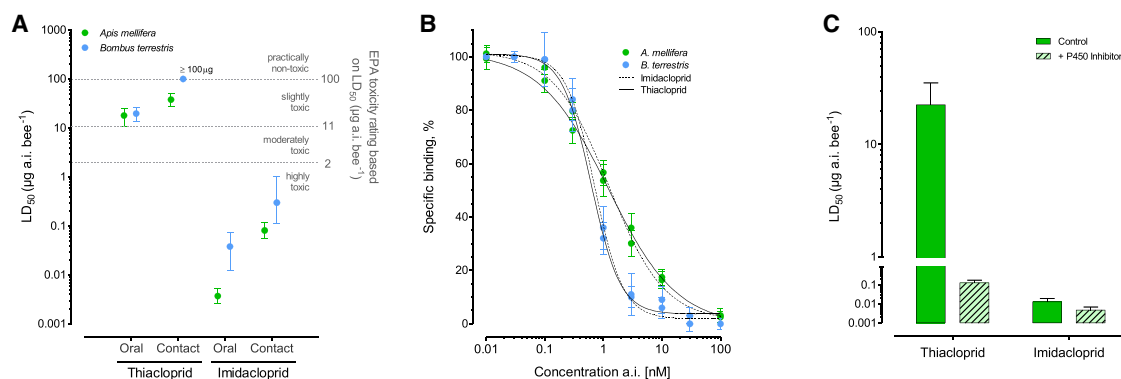 A
Apis mellifera
Bombus terrestris
LD50 (µg a.i. bee-1)
1000
100
10
1
0.1
0.01
0.001
≥ 100µg
practically
non-toxic
slightly
toxic
moderately
toxic
highly
toxic
100
11
2
EPA toxicity rating based
on LD50 (µg a.i. bee-1)
Oral Contact Oral Contact
Thiacloprid Imidacloprid
B
A. mellifera
B. terrestris
Imidacloprid
Thiacloprid
Specific binding, %
100
80
60
40
20
0
0.01 0.1 1 10 100
Concentration a.i. [nM]
C
Control
+ P450 Inhibitor
LD50 (µg a.i. bee-1)
100
10
1
0.1
0.01
0.001
Thiacloprid Imidacloprid